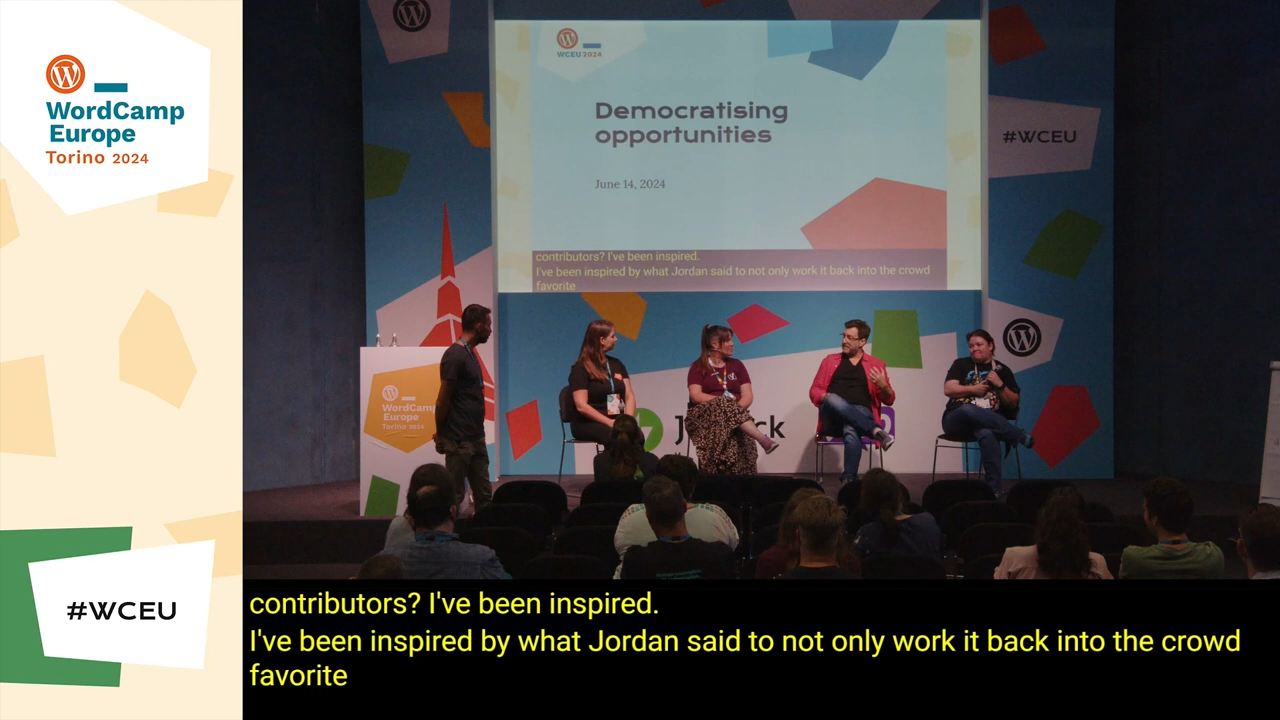 WordCamp
Europe
Torino 2024
#WCEU
WCEU 2024
Democratising
opportunities
June 14, 2024
contributors? I've been inspired.
I've been inspired by what Jordan said to not only work it back into the crowd
favorite
#WCEU
WordCamp
Europe
Torino 2024
contributors? I've been inspired.
I've been inspired by what Jordan said to not only work it back into the crowd
favorite